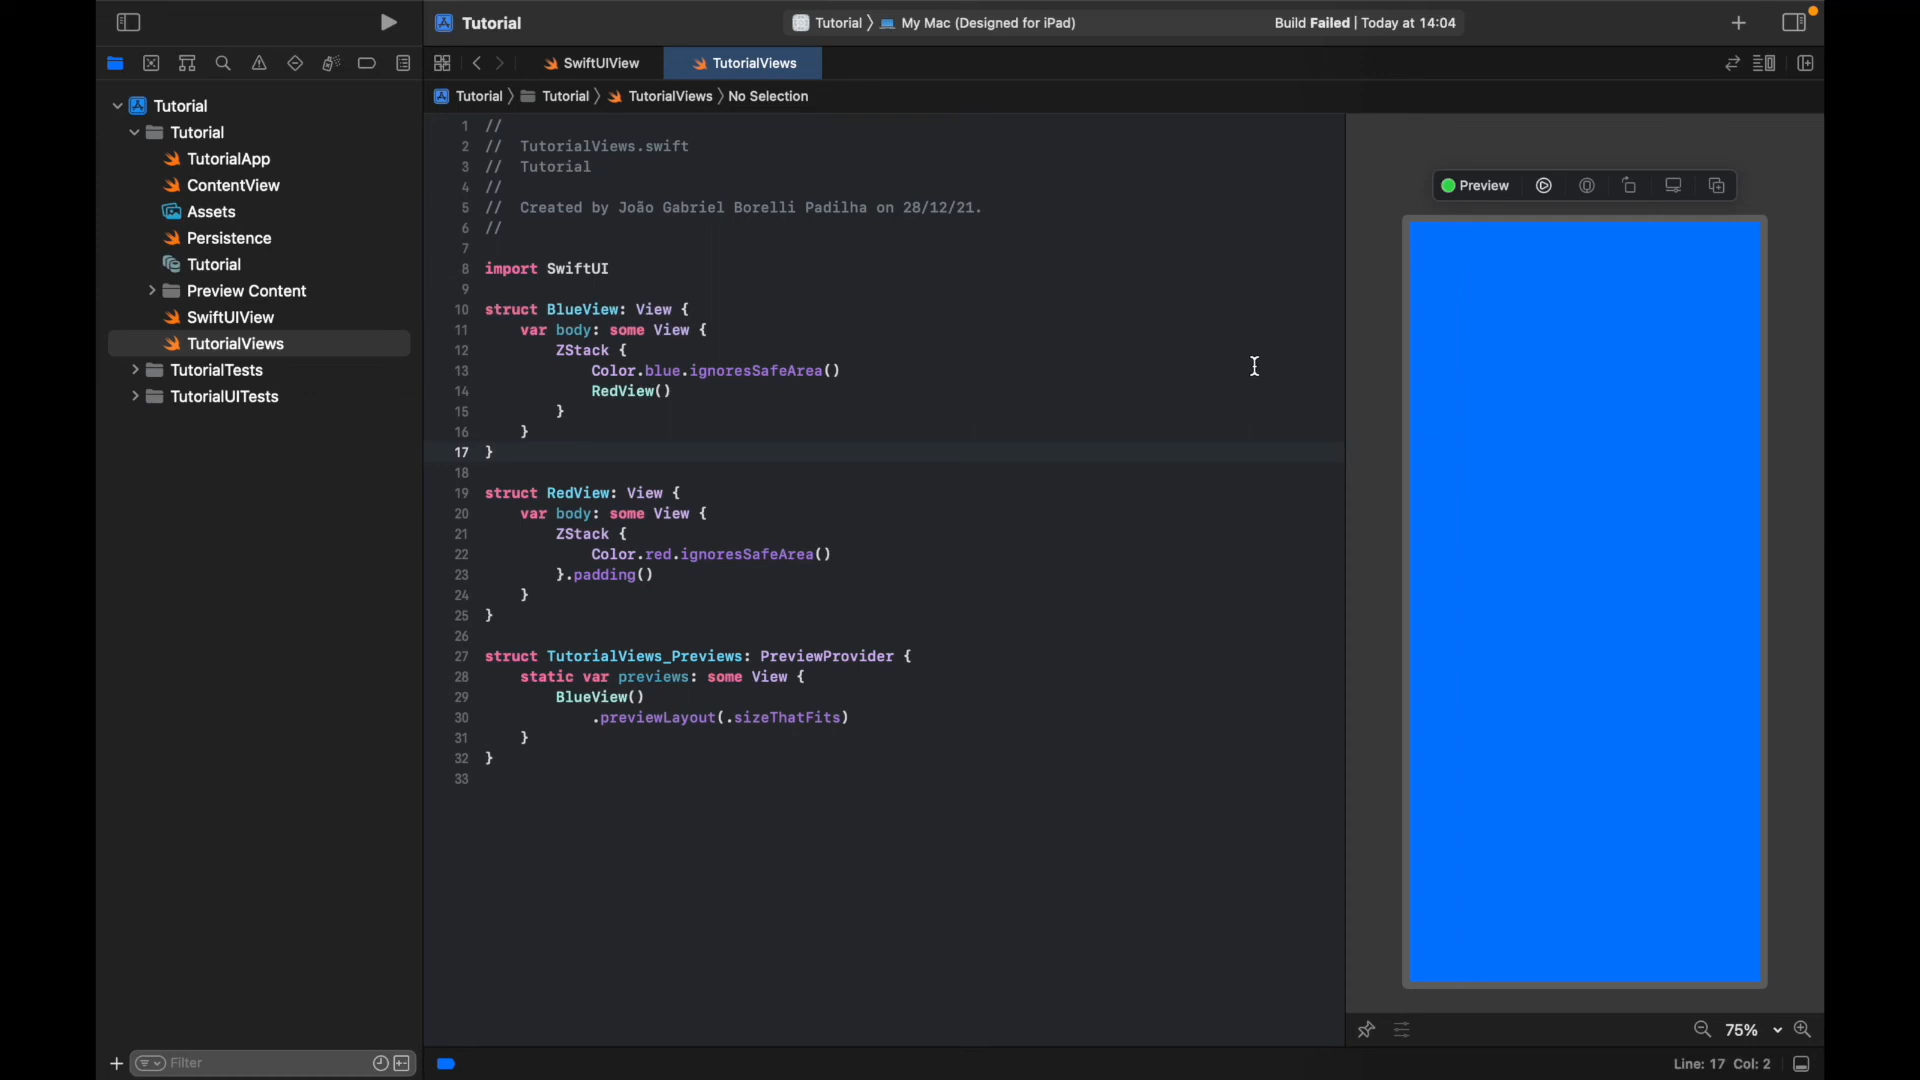 Tutorial
Tutorial 〉 My Mac (Designed for iPad)
Build Failed | Today at 14:04
SwiftUIView
TutorialViews
Tutorial 〉 Tutorial 〉 TutorialViews 〉 No Selection
Tutorial
Tutorial
TutorialApp
ContentView
Assets
Persistence
Tutorial
Preview Content
SwiftUIView
TutorialViews
TutorialTests
TutorialUITests
Filter
1 //
2 //  TutorialViews.swift
3 //  Tutorial
4 //
5 //  Created by João Gabriel Borelli Padilha on 28/12/21.
6 //
7
8 import SwiftUI
9
10 struct BlueView: View {
11     var body: some View {
12         ZStack {
13             Color.blue.ignoresSafeArea()
14             RedView()
15         }
16     }
17 }
18
19 struct RedView: View {
20     var body: some View {
21         ZStack {
22             Color.red.ignoresSafeArea()
23         }.padding()
24     }
25 }
26
27 struct TutorialViews_Previews: PreviewProvider {
28     static var previews: some View {
29         BlueView()
30             .previewLayout(.sizeThatFits)
31     }
32 }
33
Preview
75%
Line: 17 Col: 2